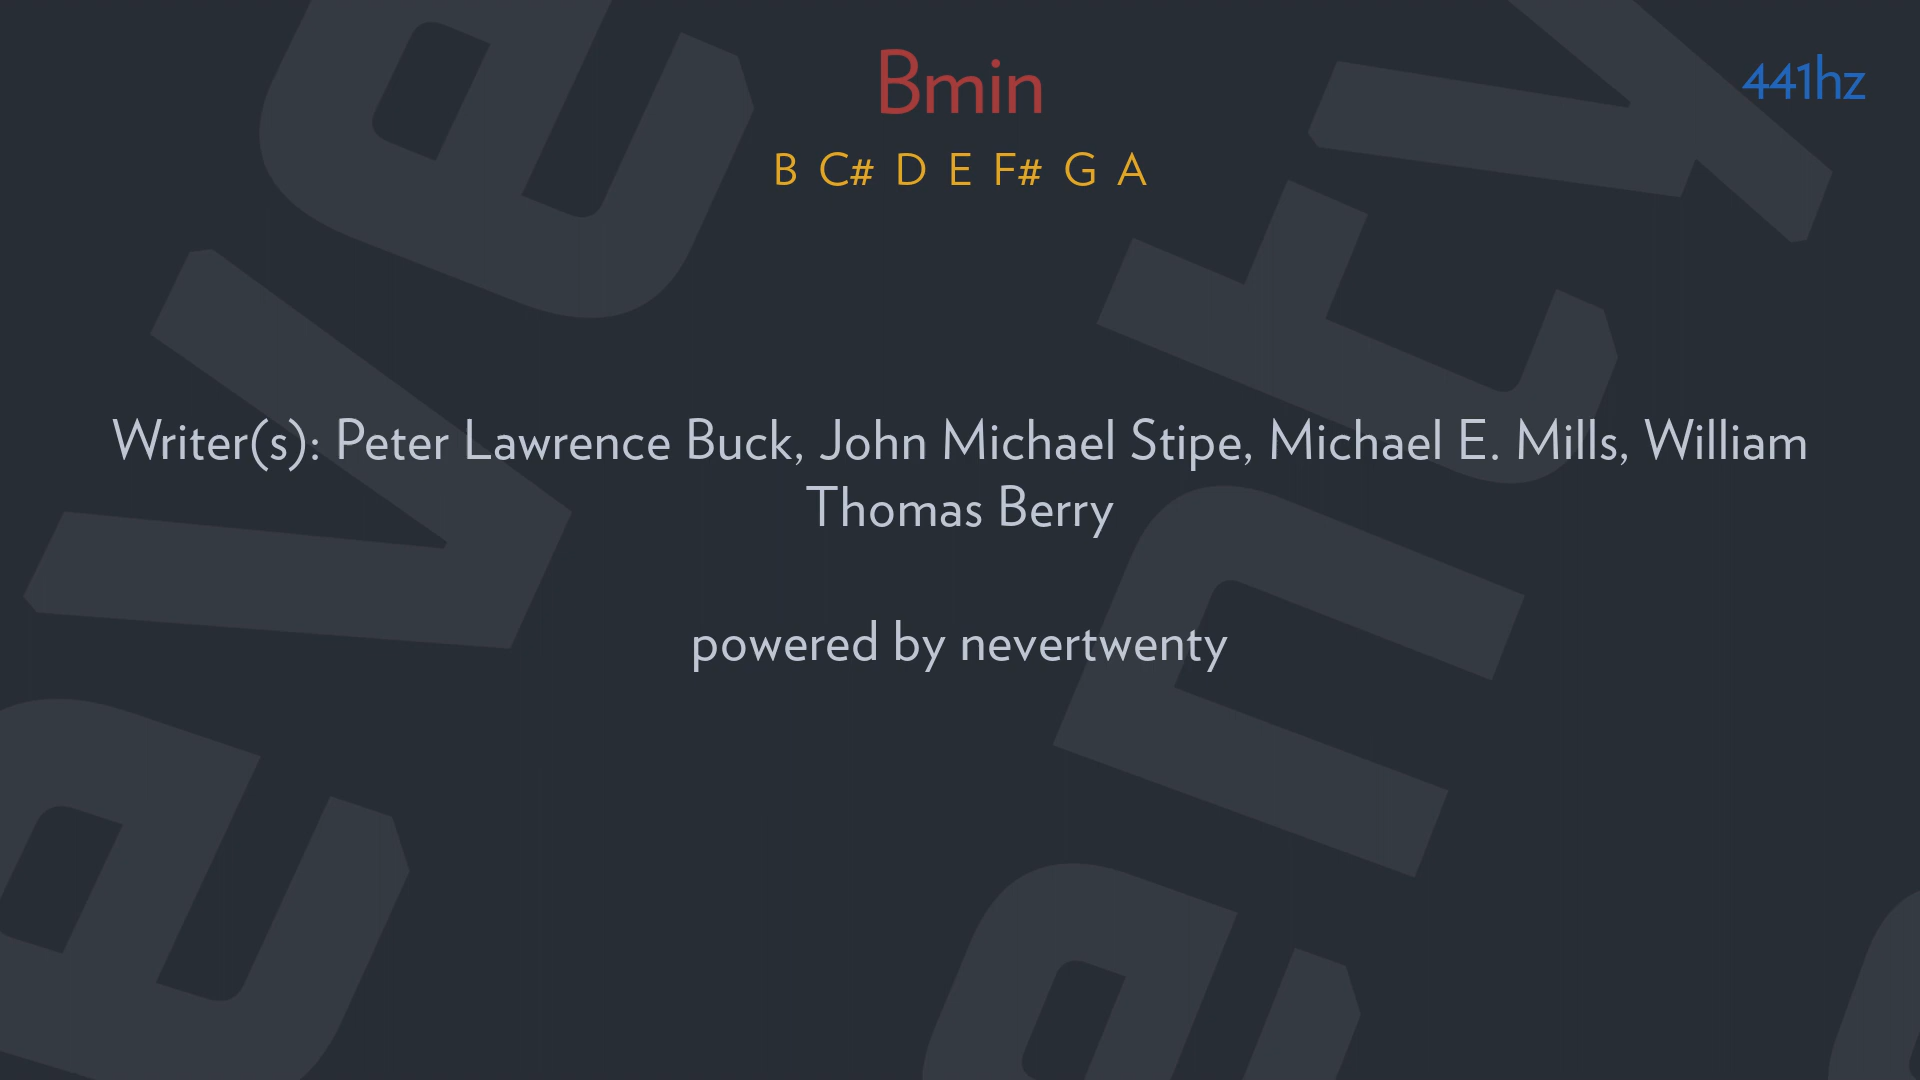 Bmin
441hz
B C# D E F# G A
Writer(s): Peter Lawrence Buck, John Michael Stipe, Michael E. Mills, William
Thomas Berry
powered by nevertwenty